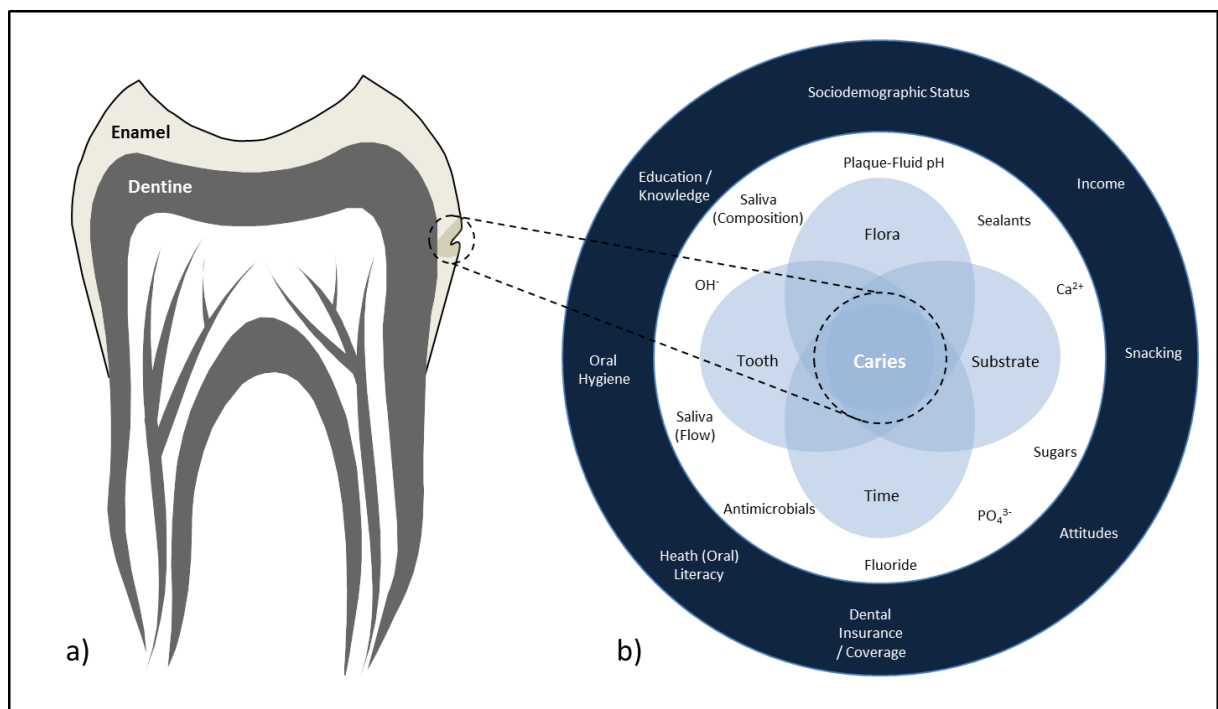 Enamel
Dentine
a)
Sociodemographic Status
Education /
Knowledge
Income
Oral
Hygiene
Snacking
Heath (Oral)
Literacy
Attitudes
Dental
Insurance
/ Coverage
Plaque-Fluid pH
Saliva
(Composition)
Sealants
OH⁻
Ca²⁺
Saliva
(Flow)
Sugars
Antimicrobials
PO₄³⁻
Fluoride
Flora
Tooth
Caries
Substrate
Time
b)